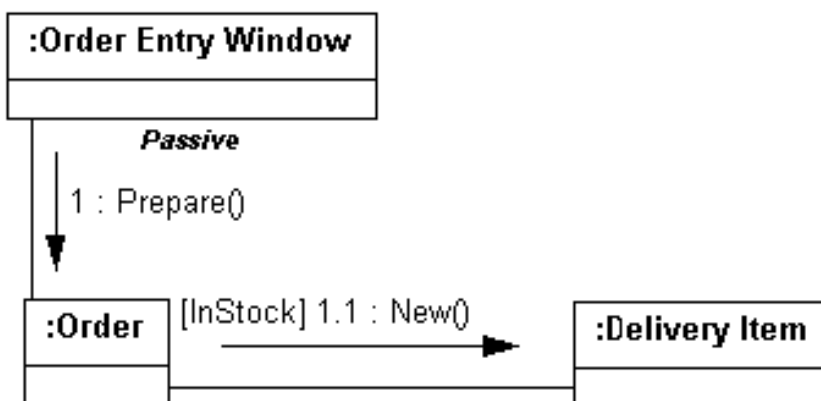 :Order Entry Window
Passive
1 : Prepare()
[InStock] 1.1 : New()
:Order
:Delivery Item